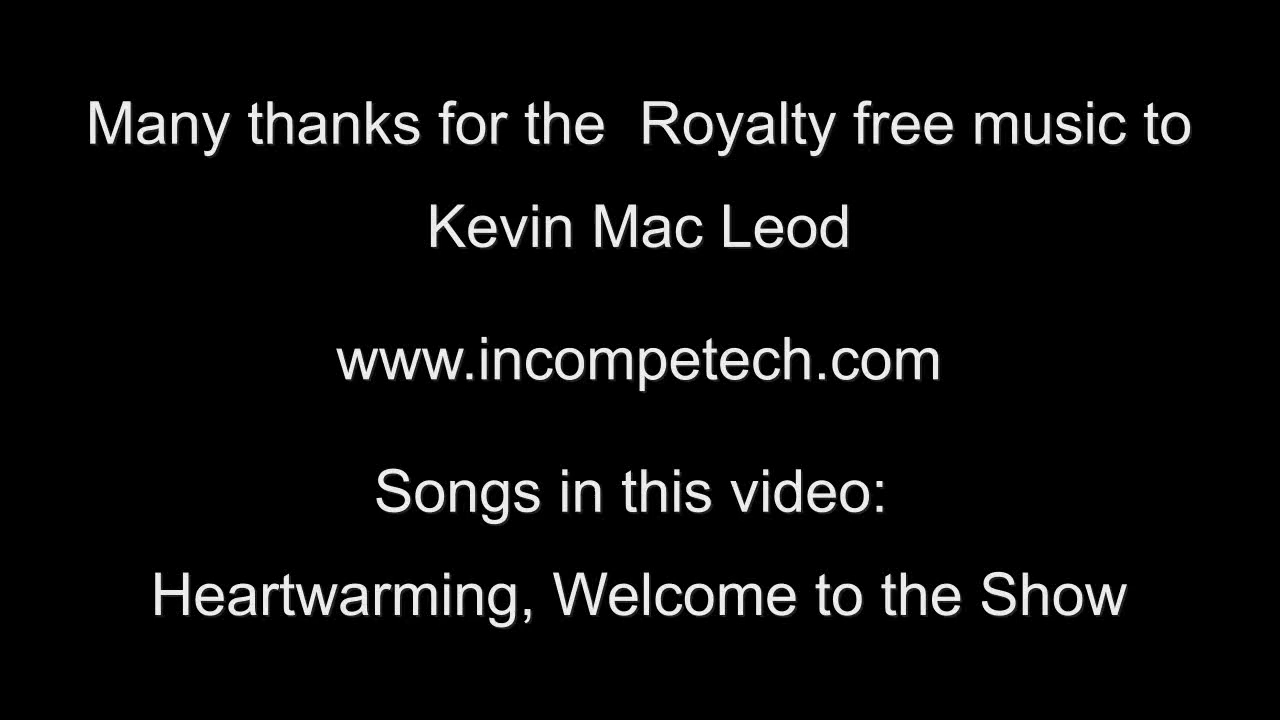 Many thanks for the  Royalty free music to
Kevin Mac Leod
www.incompetech.com
Songs in this video:
Heartwarming, Welcome to the Show